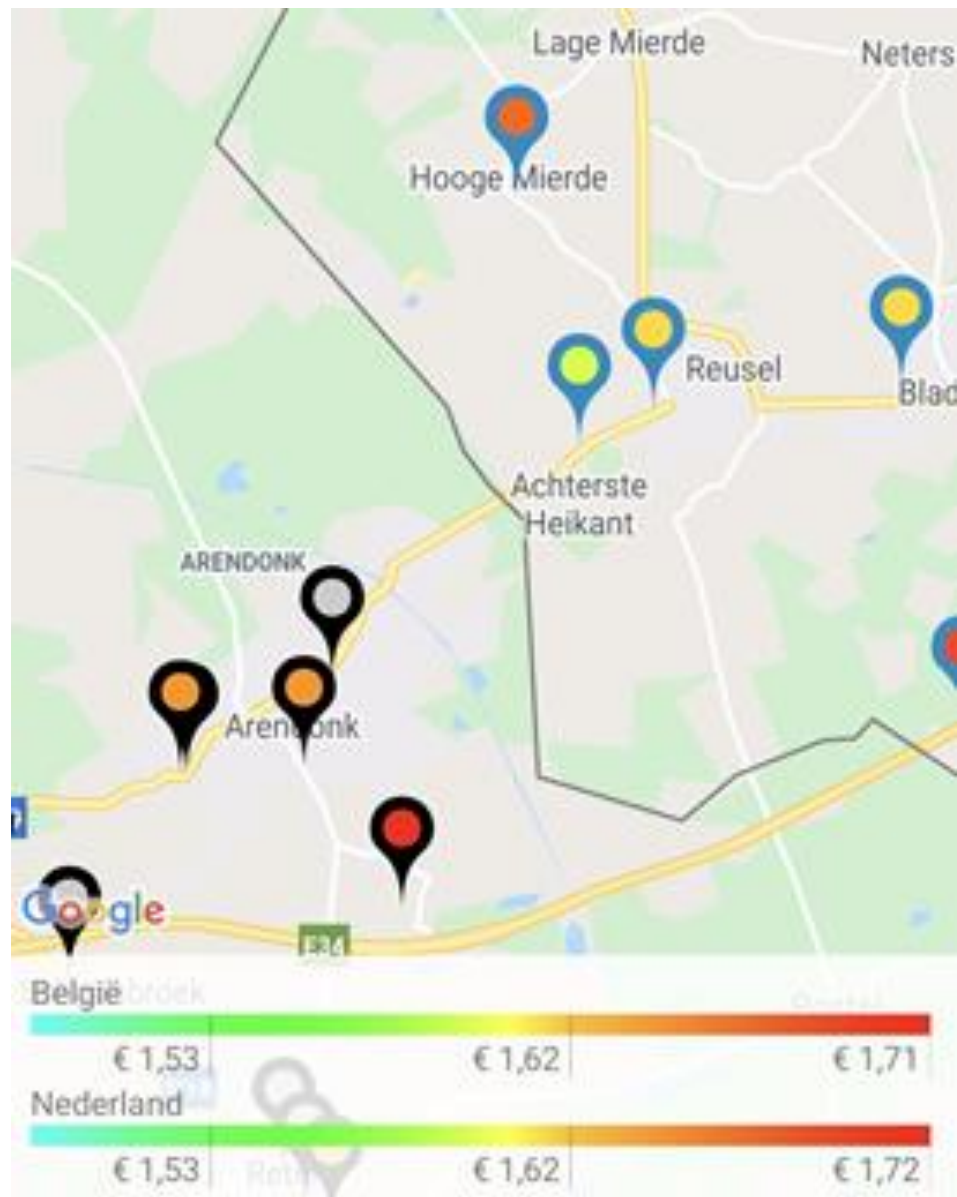 Lage Mierde
Neters
Hooge Mierde
Reusel
Blad
Achterste
Heikant
ARENDONK
Arendonk
Google
E34
België
€ 1,53
€ 1,62
€ 1,71
Nederland
€ 1,53
€ 1,62
€ 1,72